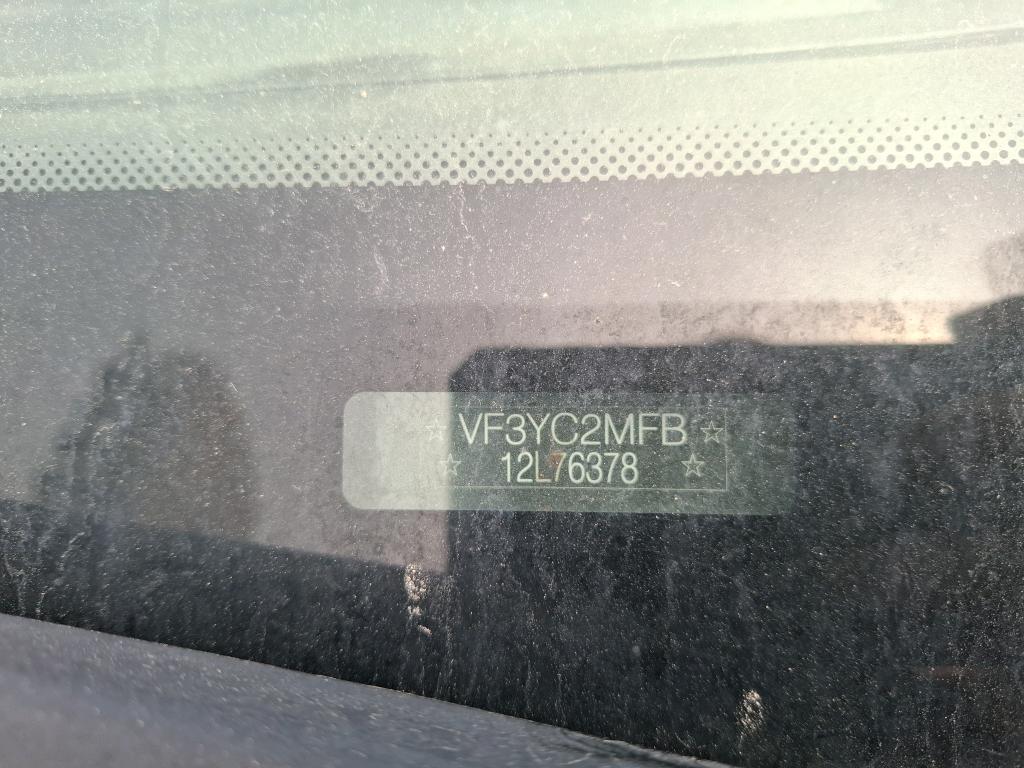 ☆ VF3YC2MFB ☆
☆ 12L76378 ☆